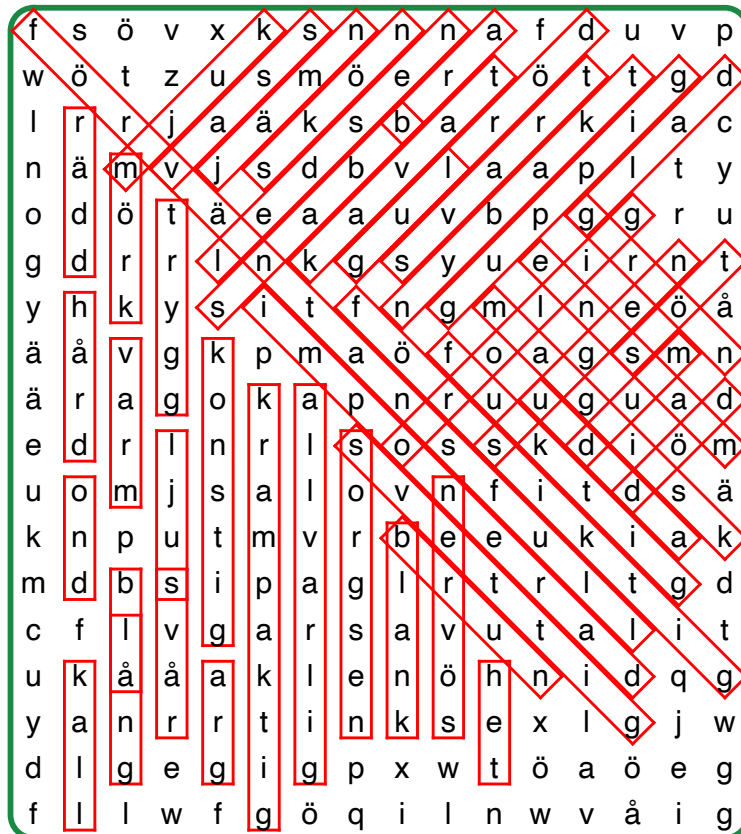 f s ö v x k s n n n a f d u v p
w ö t z u s m ö e r t ö t t g d
l r r j a ä k s b a r r k i a c
n ä m v j s d b v l a a p l t y
o d ö t ä e a a u v b p g g r u
g d r r l n k g s y u e i r n t
y h k y s i t f n g m l n e ö å
ä å v g k p m a ö f o a g s m n
ä r a g o k a p n r u u g u a d
e d r l n r l s o s s k d i ö m
u o m j s a l o v n f i t d s ä
k n p u t m v r b e e u k i a k
m d b s i p a g l r t r l t g d
c f l v g a r s a v u t a l i t
u k å å a k l e n ö h n i d q g
y a n r r t i n k s e x l g j w
d l g e g i g p x w t ö a ö e g
f l l w f g ö q i l n w v å i g